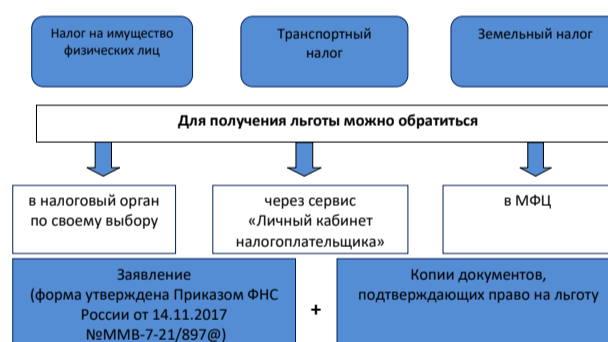 Налог на имущество
физических лиц
Транспортный
налог
Земельный налог
Для получения льготы можно обратиться
в налоговый орган
по своему выбору
через сервис
«Личный кабинет
налогоплательщика»
в МФЦ
Заявление
(форма утверждена Приказом ФНС
России от 14.11.2017
№ММВ-7-21/897@)
+
Копии документов,
подтверждающих право на льготу